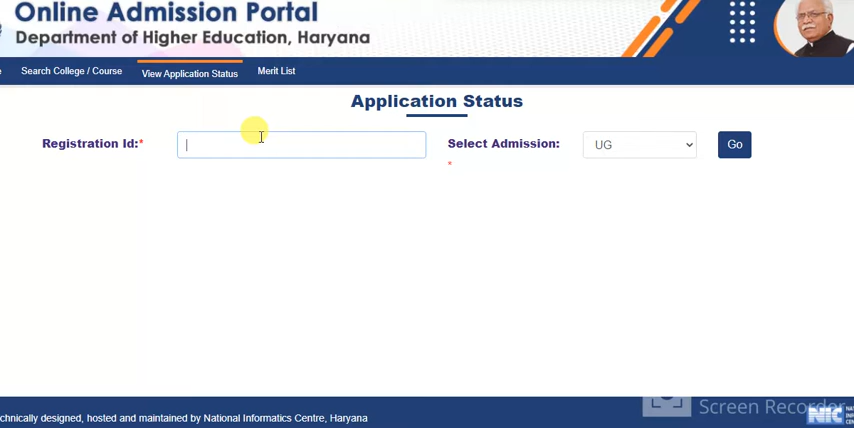 Online Admission Portal
Department of Higher Education, Haryana
Search College / Course View Application Status Merit List
Application Status
Registration Id:* Select Admission: UG Go
*
chnically designed, hosted and maintained by National Informatics Centre, Haryana
Screen Recorder
NIC